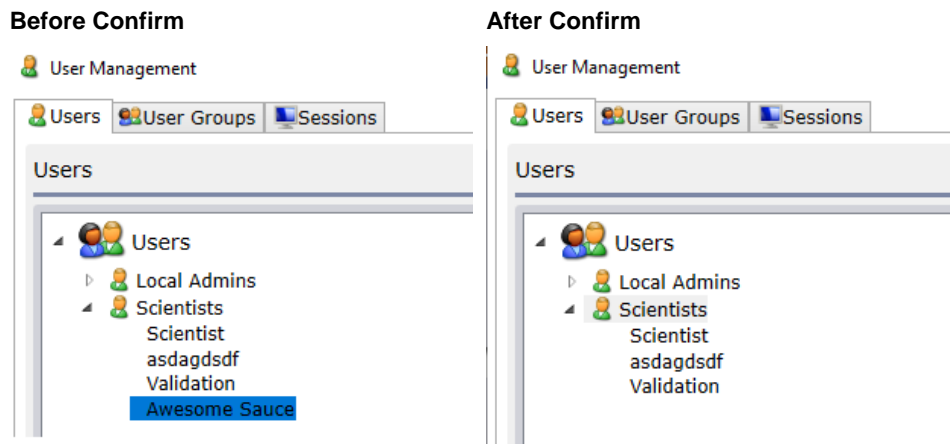 Before Confirm
User Management
Users
User Groups
Sessions
Users
Users
Local Admins
Scientists
Scientist
asdagdsdf
Validation
Awesome Sauce
After Confirm
User Management
Users
User Groups
Sessions
Users
Users
Local Admins
Scientists
Scientist
asdagdsdf
Validation